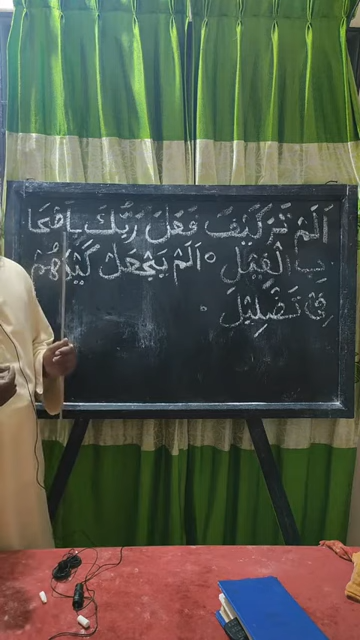 اَلَمْ تَرَ كَيْفَ فَعَلَ رَبُّكَ بِاَصْحَا
بِ الْفِيْلِ ° اَلَمْ يَجْعَلْ كَيْدَهُمْ
فِيْ تَضْلِيْلَ °